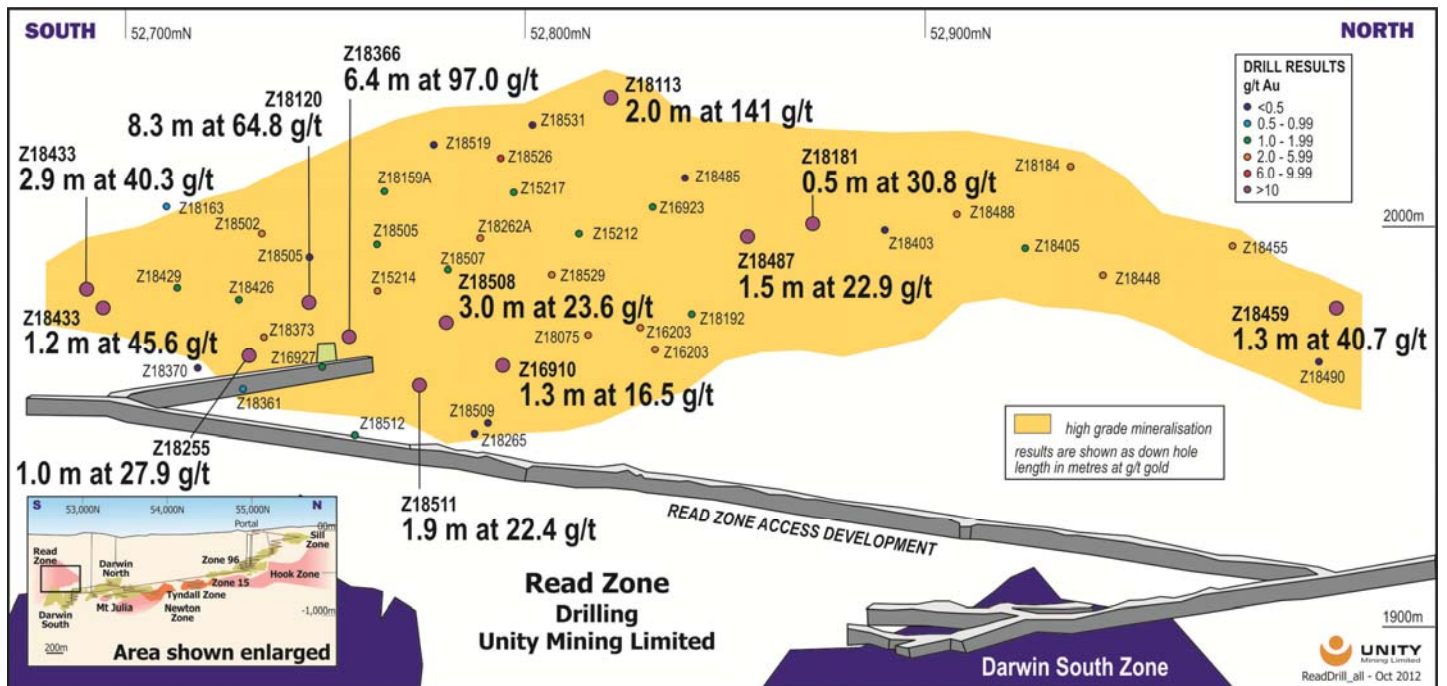 SOUTH
52,700mN
52,800mN
52,900mN
NORTH
Z18366
6.4 m at 97.0 g/t
Z18120
8.3 m at 64.8 g/t
Z18113
2.0 m at 141 g/t
Z18433
2.9 m at 40.3 g/t
Z18181
0.5 m at 30.8 g/t
DRILL RESULTS
g/t Au
<0.5
0.5 - 0.99
1.0 - 1.99
2.0 - 5.99
6.0 - 9.99
>10
Z18531
Z18519
Z18526
Z18159A
Z15217
Z18485
Z18184
Z18163
Z16923
Z18488
2000m
Z18502
Z18505
Z18505
Z18262A
Z15212
Z18403
Z18405
Z18455
Z18429
Z18426
Z15214
Z18507
Z18529
Z18448
Z18487
1.5 m at 22.9 g/t
Z18508
3.0 m at 23.6 g/t
Z18433
1.2 m at 45.6 g/t
Z18192
Z18459
1.3 m at 40.7 g/t
Z18373
Z16927
Z18075
Z16203
Z16203
Z18370
Z18361
Z16910
1.3 m at 16.5 g/t
Z18490
Z18512
Z18509
Z18265
Z18255
1.0 m at 27.9 g/t
Z18511
1.9 m at 22.4 g/t
high grade mineralisation
results are shown as down hole
length in metres at g/t gold
READ ZONE ACCESS DEVELOPMENT
S
53,000N
54,000N
55,000N
N
Portal
00m
Sill
Zone
Read
Zone
Darwin
North
Zone 96
Hook Zone
Zone 15
Tyndall Zone
Mt Julia
Newton
Zone
-1,000m
Darwin
South
200m
Area shown enlarged
Read Zone
Drilling
Unity Mining Limited
Darwin South Zone
1900m
UNITY
Mining Limited
ReadDrill_all - Oct 2012